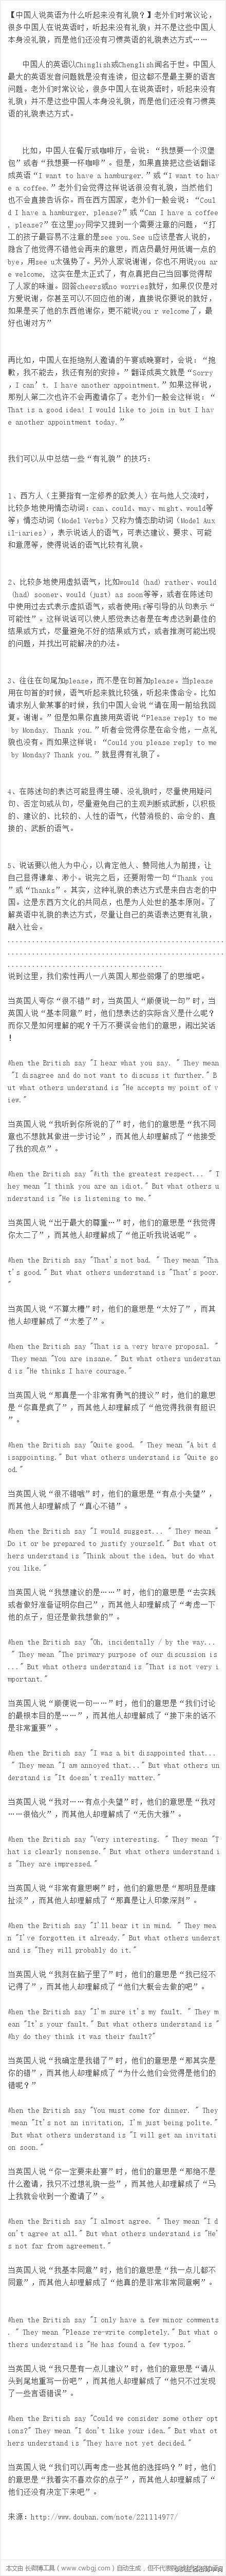 【中国人说英语为什么听起来没有礼貌？】老外们时常议论，
很多中国人在说英语时，听起来没有礼貌；并不是这些中国人
本身没礼貌，而是他们还没有习惯英语的礼貌表达方式……
中国人的英语以Chinglish或Chenglish闻名于世。中国人
最大的英语发音问题就是没有连读，但这都不是最主要的语言
问题。老外们时常议论，很多中国人在说英语时，听起来没有
礼貌；并不是这些中国人本身没礼貌，而是他们还没有习惯英
语的礼貌表达方式。
比如，中国人在餐厅或咖啡厅，会说：“我想要一个汉堡
包”或者“我想要一杯咖啡”。但是，如果直接把这些话翻译
成英语“I want to have a hamburger.”或“I want to hav
e a coffee.”老外们会觉得这样说话很没有礼貌，当然他们
也不会直接告诉你。而在西方国家，老外们一般会说：“Coul
d I have a hamburger, please?”或“Can I have a coffee
, please?”在这里joy同学又提到一个需要注意的问题，“打
工的孩子最容易不注意的是see you。See u应该是客人说的，
隐含了他觉得不错他会再来的意思，而店员最好用低调一点的
bye，用see u太强势了。另外人家说谢谢，你也不用说you ar
e welcome, 这实在是太正式了，有点真把自己当回事觉得帮
了人家的味道。回答cheers或no worries就好，如果仅仅是对
方爱说谢，你甚至可以不回应他的谢，直接说你要说的就好，
如果是买了他的东西他谢你，更不能说you r welcome了，最
好也谢对方”
再比如，中国人在拒绝别人邀请的午宴或晚宴时，会说：“抱
歉，我不能去，我还有别的安排。”翻译成英文就是“Sorry
, I can’t. I have another appointment.”如果这样说，
那别人第二次也许不会再邀请你了。老外们一般会这样说：“
That is a good idea! I would like to join in but I hav
e another appointment today.”
我们可以从中总结一些“有礼貌”的技巧：
1、西方人（主要指有一定修养的欧美人）在与他人交流时，
比较多地使用情态动词：can、could、may、might、would等
等；情态动词(Model Verbs)又称为情态助动词(Model Aux
il-iaries)，表示说话人的语气，可表达建议、要求、可能
和意愿等，使得说话的语气比较有礼貌。
2、比较多地使用虚拟语气，比如would (had) rather、would
(had) sooner、would (just) as soon等等，或者在陈述句
中使用过去式表示虚拟语气，或者使用if等引导的从句表示“
可能性”。这样说话可以使人感觉表达者是在考虑达到最佳的
结果或方式，尽量避免不好的结果或方式，或者推测可能出现
的问题，并找出可能解决的办法。
3、往往在句尾加please，而不是在句首加please。当please
用在句首的时候，语气听起来就比较强，听起来像命令。比如
请求别人做某事的时候，我们中国人会说“请在周一前给我回
复。谢谢。”但是如果你直接用英语说“Please reply to me
by Monday. Thank you.”听者会觉得你是在命令他，一点礼
貌也没有。而如果这样说：“Could you please reply to me
by Monday? Thank you.”就显得有礼貌了。
4、在陈述句的表达可能显得生硬、没礼貌时，尽量使用疑问
句、否定句或从句，尽量避免自己的主观判断或武断，以积极
的、建议的、比较的、人性的语气，代替消极的、命令的、直
接的、武断的语气。
5、说话要以他人为中心，以肯定他人、赞同他人为前提，让
自己显得谦卑、渺小。说完之后，还要附带一句“Thank you
”或“Thanks”。其实，这种礼貌的表达方式是来自古老的中
国。这是东西方文化的共同点，也是为人处世的基本原则。了
解英语中礼貌的表达方式，尽量让自己的英语表达更有礼貌，
融入社会。
说到这里，我们索性再八一八英国人那些弱爆了的思维吧。
当英国人夸你“很不错”时，当英国人“顺便说一句”时，当
英国人说“基本同意”时，他们想表达的实际含义是什么呢？
而你又是如何理解的呢？千万不要误会他们的意思，闹出笑话
！
When the British say "I hear what you say. " They mean
"I disagree and do not want to discuss it further." B
ut what others understand is "He accepts my point of v
iew."
当英国人说“我听到你所说的了”时，他们的意思是“我不同
意也不想就其做进一步讨论”，而其他人却理解成了“他接受
了我的观点”。
When the British say "With the greatest respect... " T
hey mean "I think you are an idiot." But what others u
nderstand is "He is listening to me."
当英国人说“出于最大的尊重…”时，他们的意思是“我觉得
你太二了”，而其他人却理解成了“他正听我说话呢”。
When the British say "That's not bad. " They mean "Tha
t's good." But what others understand is "That's poor.
"
当英国人说“不算太糟”时，他们的意思是“太好了”，而其
他人却理解成了“太差了”。
When the British say "That is a very brave proposal. "
They mean "You are insane." But what others understan
d is "He thinks I have courage."
当英国人说“那真是一个非常有勇气的提议”时，他们的意思
是“你真是疯了”，而其他人却理解成了“他觉得我很有胆识
”。
When the British say "Quite good. " They mean "A bit d
isappointing." But what others understand is "Quite go
od."
当英国人说“很不错哦”时，他们的意思是“有点小失望”，
而其他人却理解成了“真心不错”。
When the British say "I would suggest... " They mean "
Do it or be prepared to justify yourself." But what ot
hers understand is "Think about the idea, but do what
you like."
当英国人说“我想建议的是……”时，他们的意思是“去实践
或者做好准备证明你自己”，而其他人却理解成了“考虑一下
他的点子，但还是做我想做的”。
When the British say "Oh, incidentally / by the way...
" They mean "The primary purpose of our discussion is
..." But what others understand is "That is not very i
mportant."
当英国人说“顺便说一句……”时，他们的意思是“我们讨论
的最根本目的是……”，而其他人却理解成了“接下来的话不
是非常重要”。
When the British say "I was a bit disappointed that...
" They mean "I am annoyed that..." But what others und
erstand is "It doesn't really matter."
当英国人说“我对……有点小失望”时，他们的意思是“我对
……很恼火”，而其他人却理解成了“无伤大雅”。
When the British say "Very interesting. " They mean "T
hat is clearly nonsense." But what others understand i
s "They are impressed."
当英国人说“非常有意思啊”时，他们的意思是“那明显是瞎
扯淡”，而其他人却理解成了“那真是让人印象深刻”。
When the British say "I'll bear it in mind. " They mea
n "I've forgotten it already." But what others underst
and is "They will probably do it."
当英国人说“我刻在脑子里了”时，他们的意思是“我已经不
记得了”，而其他人却理解成了“他们大概会去做的吧”。
When the British say "I'm sure it's my fault. " They m
ean "It's your fault." But what others understand is "
Why do they think it was their fault?"
当英国人说“我确定是我错了”时，他们的意思是“那其实是
你的错”，而其他人却理解成了“为什么他们会觉得是他们的
错呢？”
When the British say "You must come for dinner. " They
mean "It's not an invitation, I'm just being polite."
But what others understand is "I will get an invitati
on soon."
当英国人说“你一定要来赴宴”时，他们的意思是“那绝不是
什么邀请，我只不过想礼貌一些”，而其他人却理解成了“马
上我就会收到一个邀请了”。
When the British say "I almost agree. " They mean "I d
on't agree at all." But what others understand is "He'
s not far from agreement."
当英国人说“我基本同意”时，他们的意思是“我一点儿都不
同意”，而其他人却理解成了“他真的是非常非常同意啊”。
When the British say "I only have a few minor comments
. " They mean "Please re-write completely." But what o
thers understand is "He has found a few typos."
当英国人说“我只是有一点儿建议”时，他们的意思是“请从
头到尾地重写一份吧”，而其他人却理解成了“他只不过发现
了一些言语错误”。
When the British say "Could we consider some other opt
ions?" They mean "I don't like your idea." But what ot
hers understand is "They have not yet decided."
当英国人说“我们可以再考虑一些其他的选择吗？”时，他们
的意思是“我着实不喜欢你的点子”，而其他人却理解成了“
他们还没有决定下来吧”。
来源：http://www.douban.com/note/221114977/
本文由 长微博工具（www.cwbgj.com）自动生成，但不代表